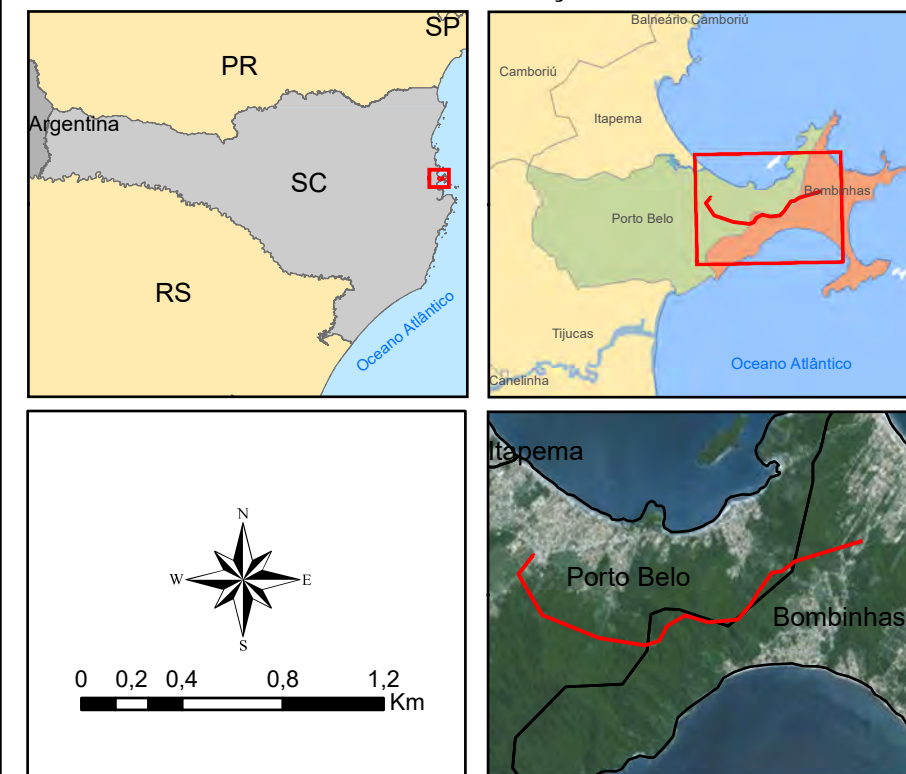 SP
PR
Argentina
SC
RS
Oceano Atlântico
Balneário Camboriú
Camboriú
Itapema
Bombinhas
Porto Belo
Tijucas
Oceano Atlântico
Canelinha
N
W E
S
0 0,2 0,4 0,8 1,2
Km
Itapema
Porto Belo
Bombinhas